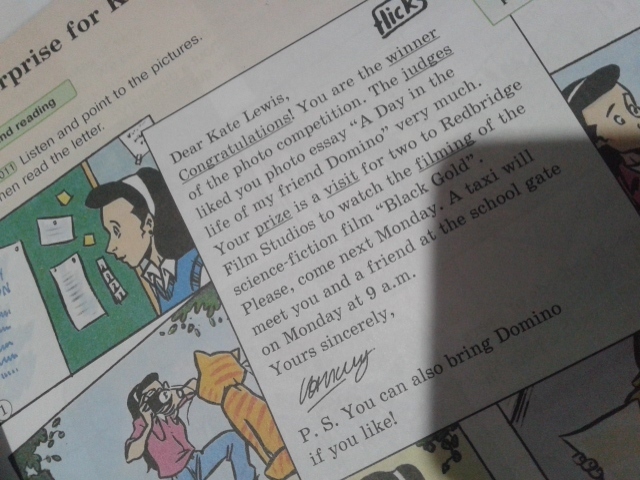 rprise for K
nd reading
Listen and point to the pictures.
hen read the letter.
flick
Dear Kate Lewis,
Congratulations! You are the winner
of the photo competition. The judges
liked you photo essay "A Day in the
life of my friend Domino" very much.
Your prize is a visit for two to Redbridge
Film Studios to watch the filming of the
science-fiction film "Black Gold".
Please, come next Monday. A taxi will
meet you and a friend at the school gate
on Monday at 9 a.m.
Yours sincerely,
P. S. You can also bring Domino
if you like!
1